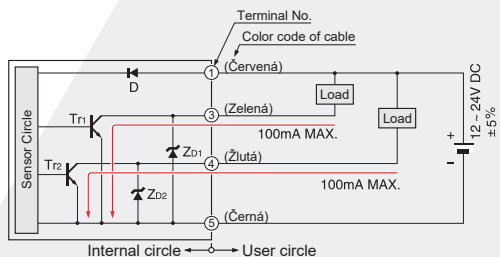 Terminal No.
Color code of cable
1 (Červená)
D
3 (Zelená)
Load
Load
Tr1
100mA MAX.
ZD1
Sensor Circle
12 ~ 24V DC
±5%
+
-
Tr2
4 (Žlutá)
100mA MAX.
ZD2
5 (Černá)
Internal circle
User circle